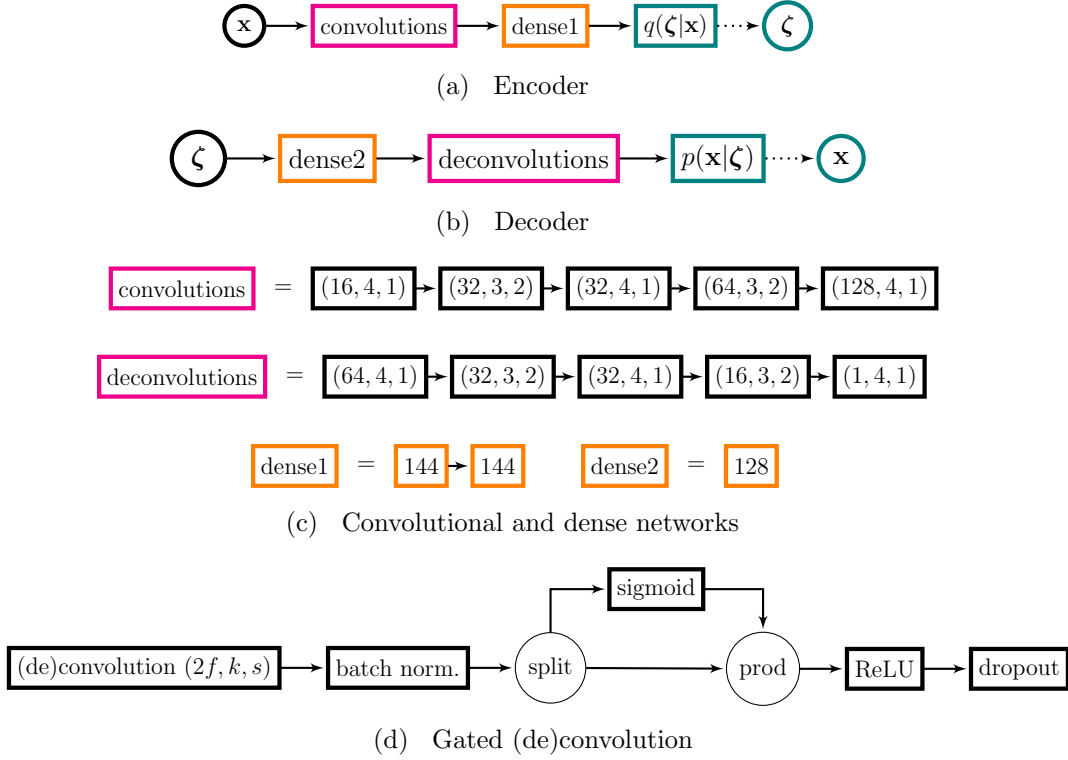 x convolutions dense1 q(ζ|x) ζ
(a) Encoder
ζ dense2 deconvolutions p(x|ζ) x
(b) Decoder
convolutions = (16, 4, 1) (32, 3, 2) (32, 4, 1) (64, 3, 2) (128, 4, 1)
deconvolutions = (64, 4, 1) (32, 3, 2) (32, 4, 1) (16, 3, 2) (1, 4, 1)
dense1 = 144 144 dense2 = 128
(c) Convolutional and dense networks
sigmoid
(de)convolution (2f, k, s) batch norm. split prod ReLU dropout
(d) Gated (de)convolution